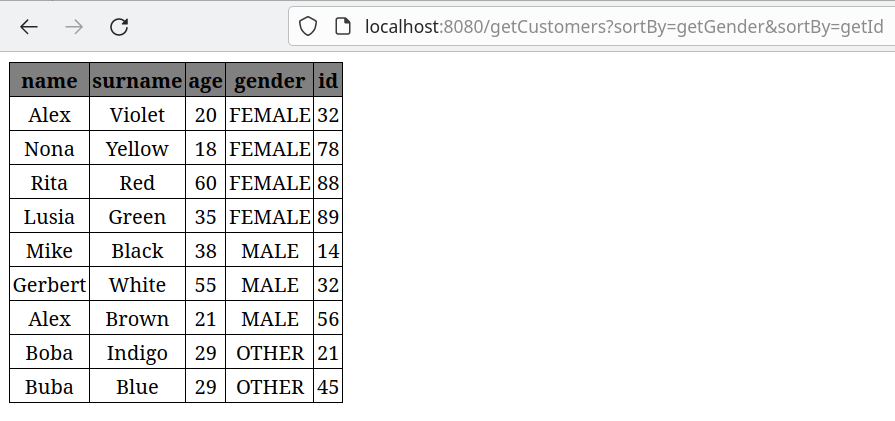 localhost:8080/getCustomers?sortBy=getGender&sortBy=getId
name surname age gender id
Alex Violet 20 FEMALE 32
Nona Yellow 18 FEMALE 78
Rita Red 60 FEMALE 88
Lusia Green 35 FEMALE 89
Mike Black 38 MALE 14
Gerbert White 55 MALE 32
Alex Brown 21 MALE 56
Boba Indigo 29 OTHER 21
Buba Blue 29 OTHER 45